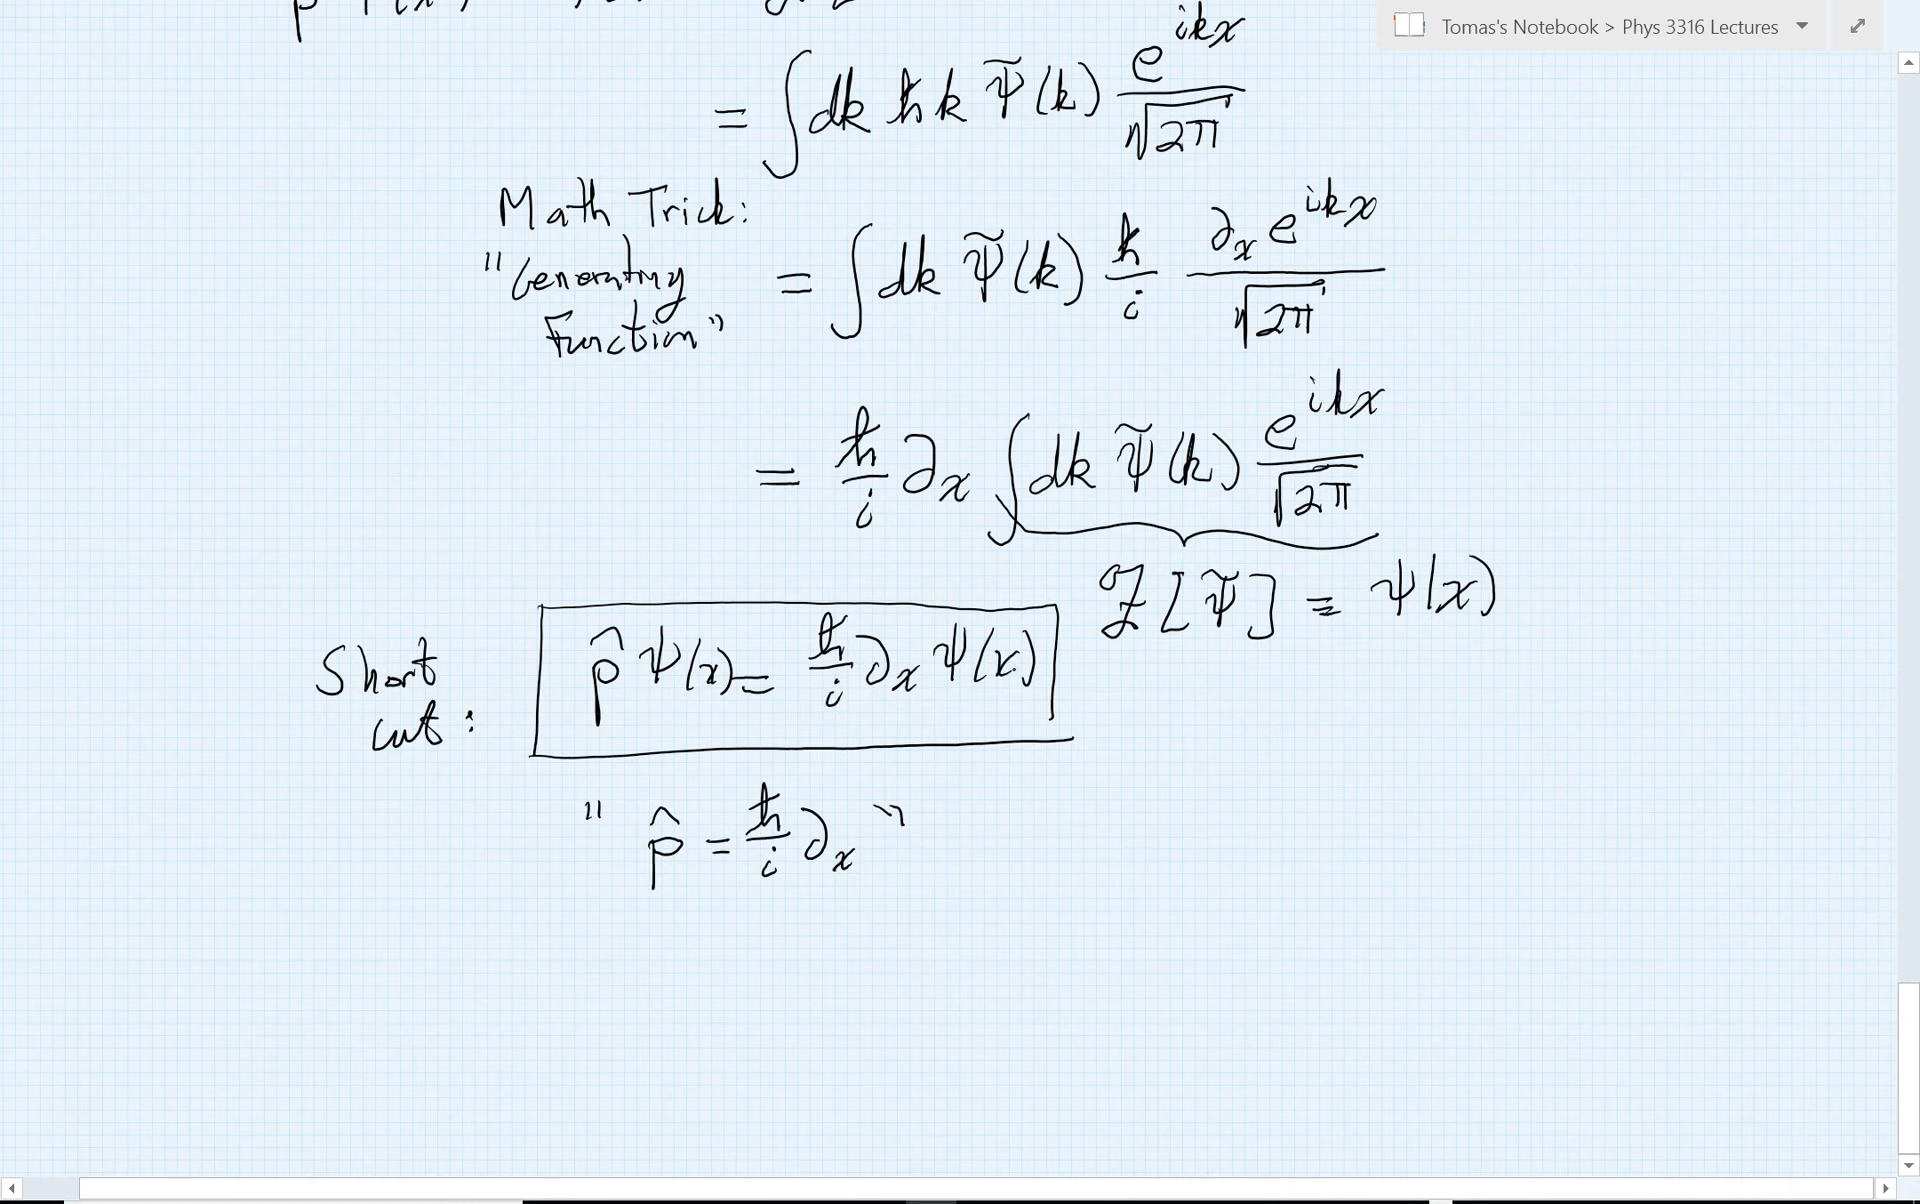 Tomas's Notebook > Phys 3316 Lectures
= ∫dk ħk ψ̃(k) e^{ikx}/√2π
Math Trick:
"Generating Function"
= ∫dk ψ̃(k) ħ/i ∂ₓe^{ikx}/√2π
= ħ/i ∂ₓ ∫dk ψ̃(k) e^{ikx}/√2π
ℱ[ψ̃] = ψ(x)
Short cut:
p̂ ψ(x) = ħ/i ∂ₓ ψ(x)
"p̂ = ħ/i ∂ₓ"